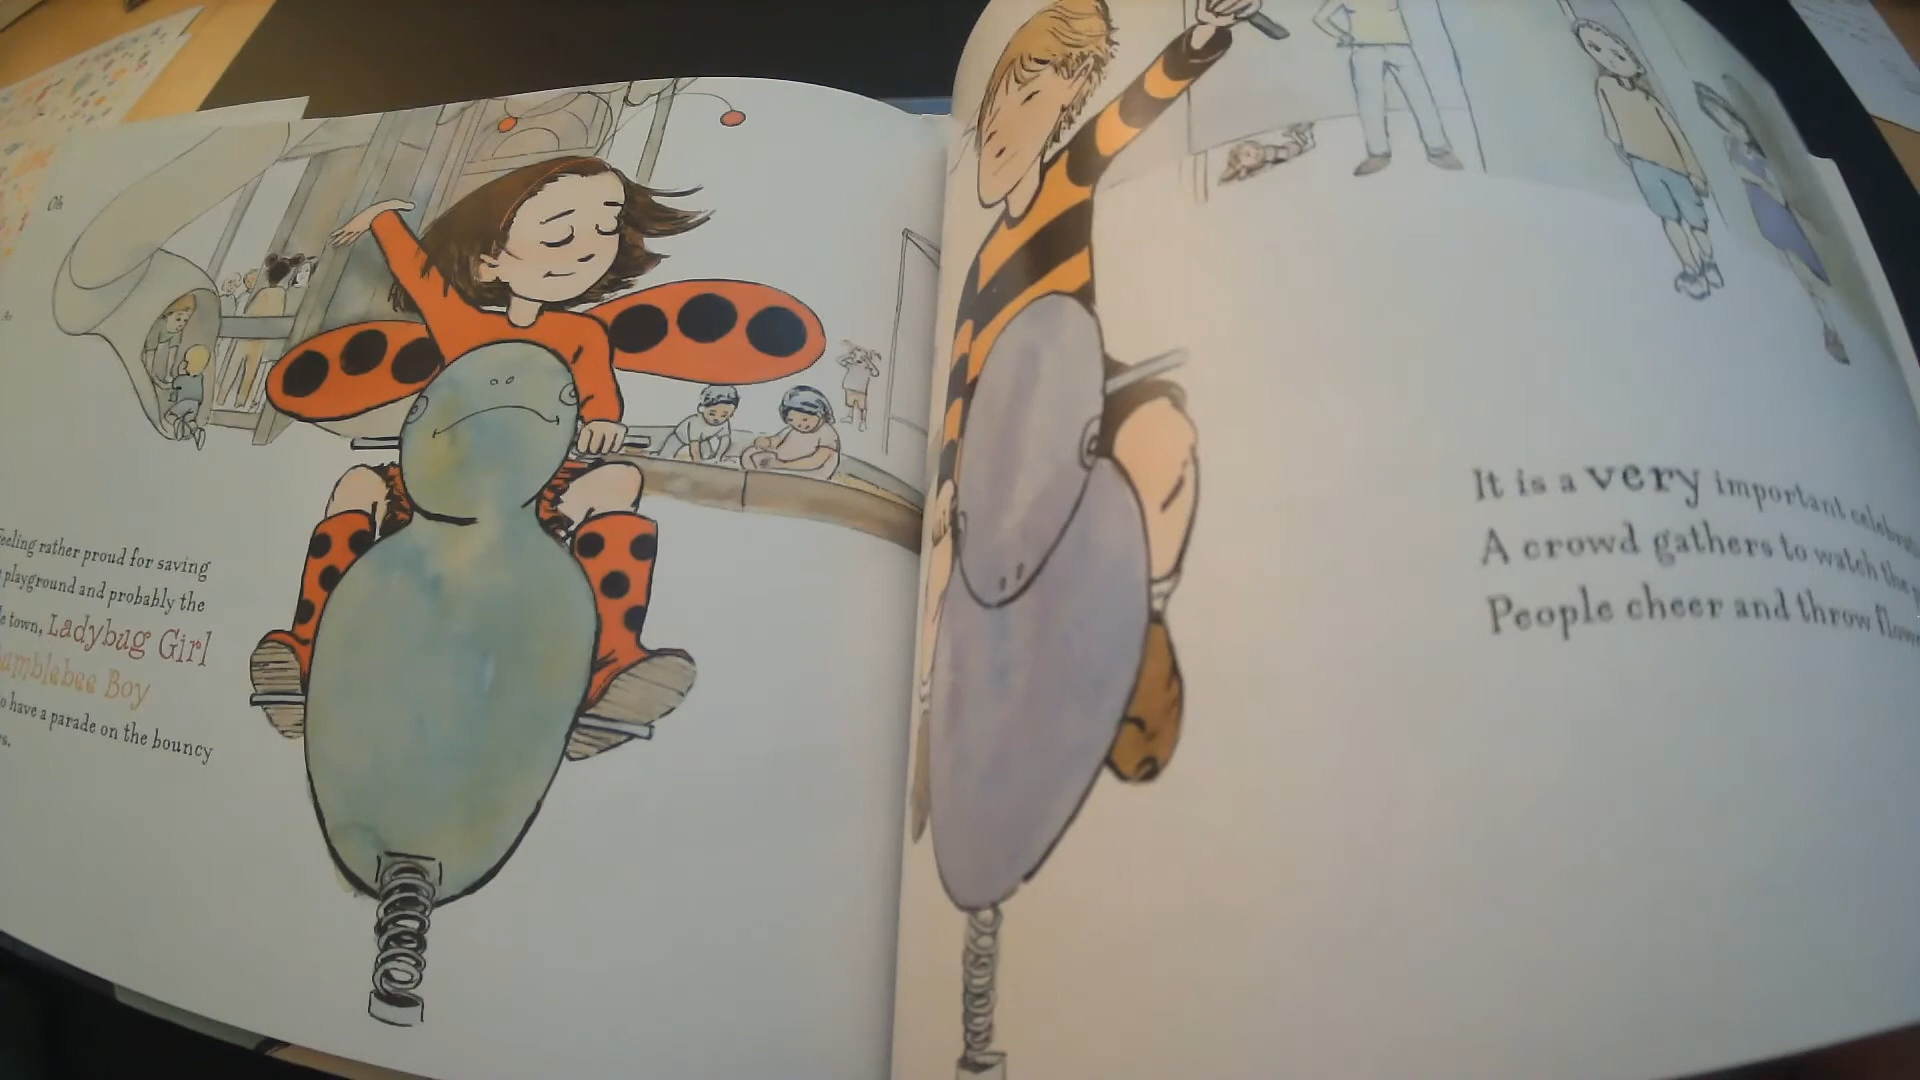 Oh
feeling rather proud for saving
playground and probably the
town, Ladybug Girl
Bumblebee Boy
have a parade on the bouncy
It is a very important
A crowd gathers to watch the
People cheer and throw